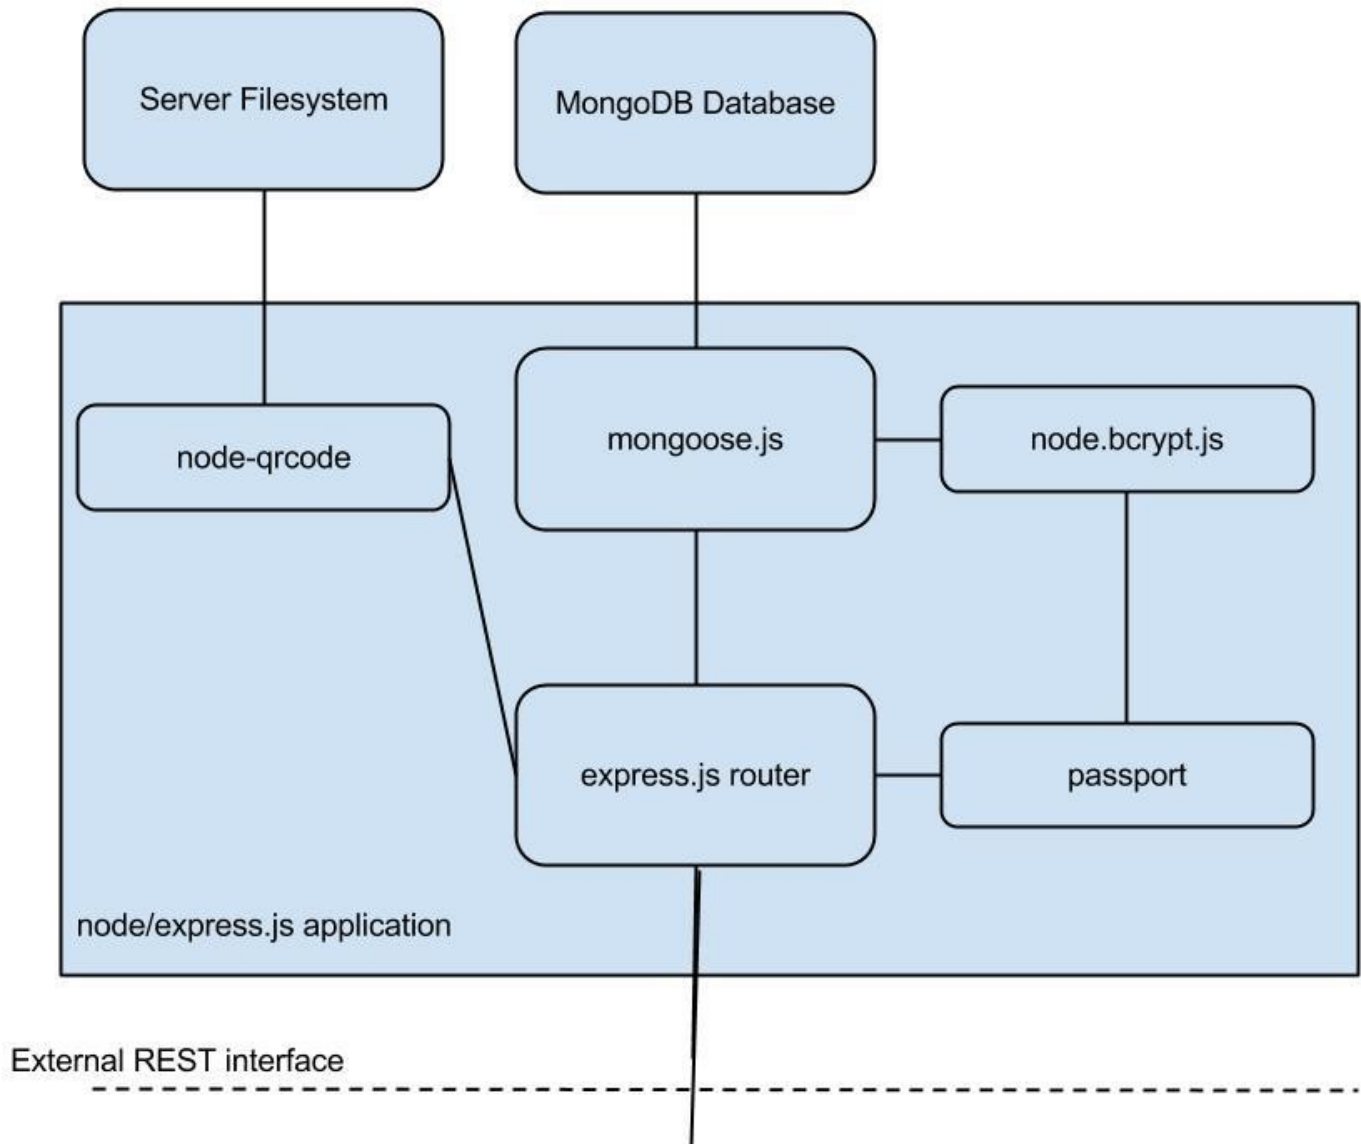 Server Filesystem
MongoDB Database
mongoose.js
node.bcrypt.js
node-qrcode
express.js router
passport
node/express.js application
External REST interface